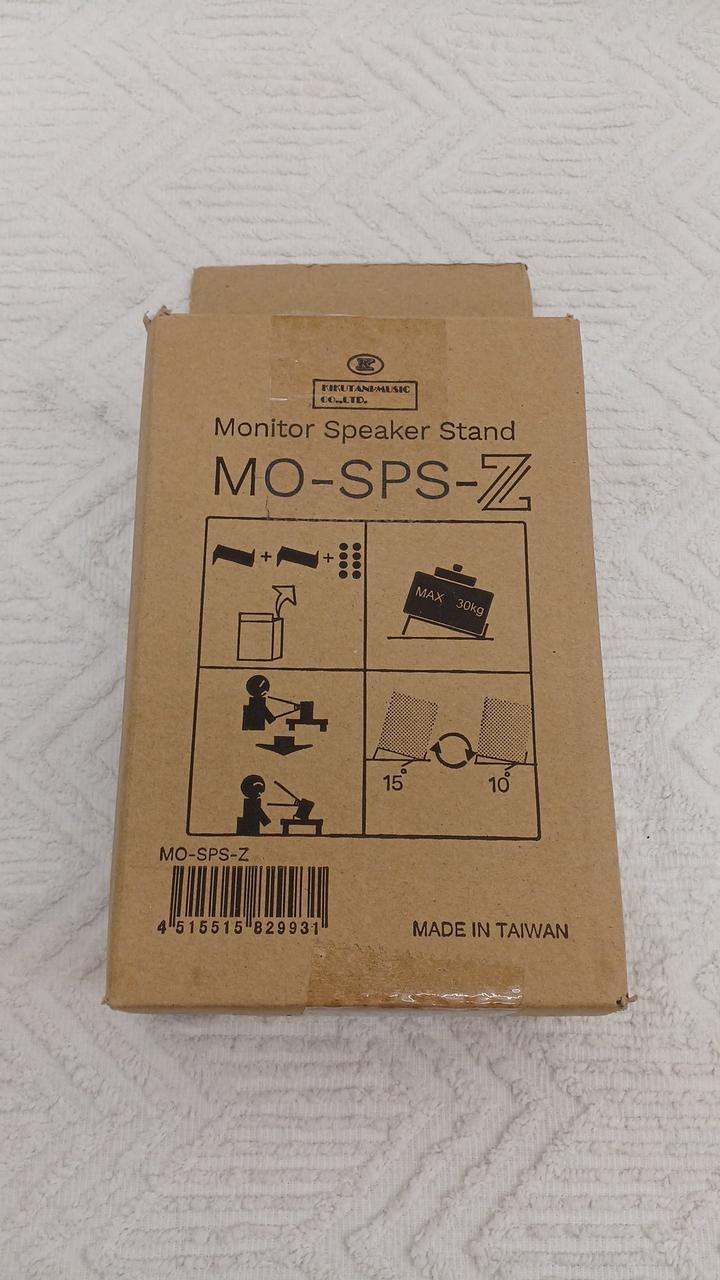 K
KIKUTANI MUSIC
CO.,LTD.
Monitor Speaker Stand
MO-SPS-Z
+ +
MAX 30kg
15° 10°
MO-SPS-Z
4 515515 829931
MADE IN TAIWAN